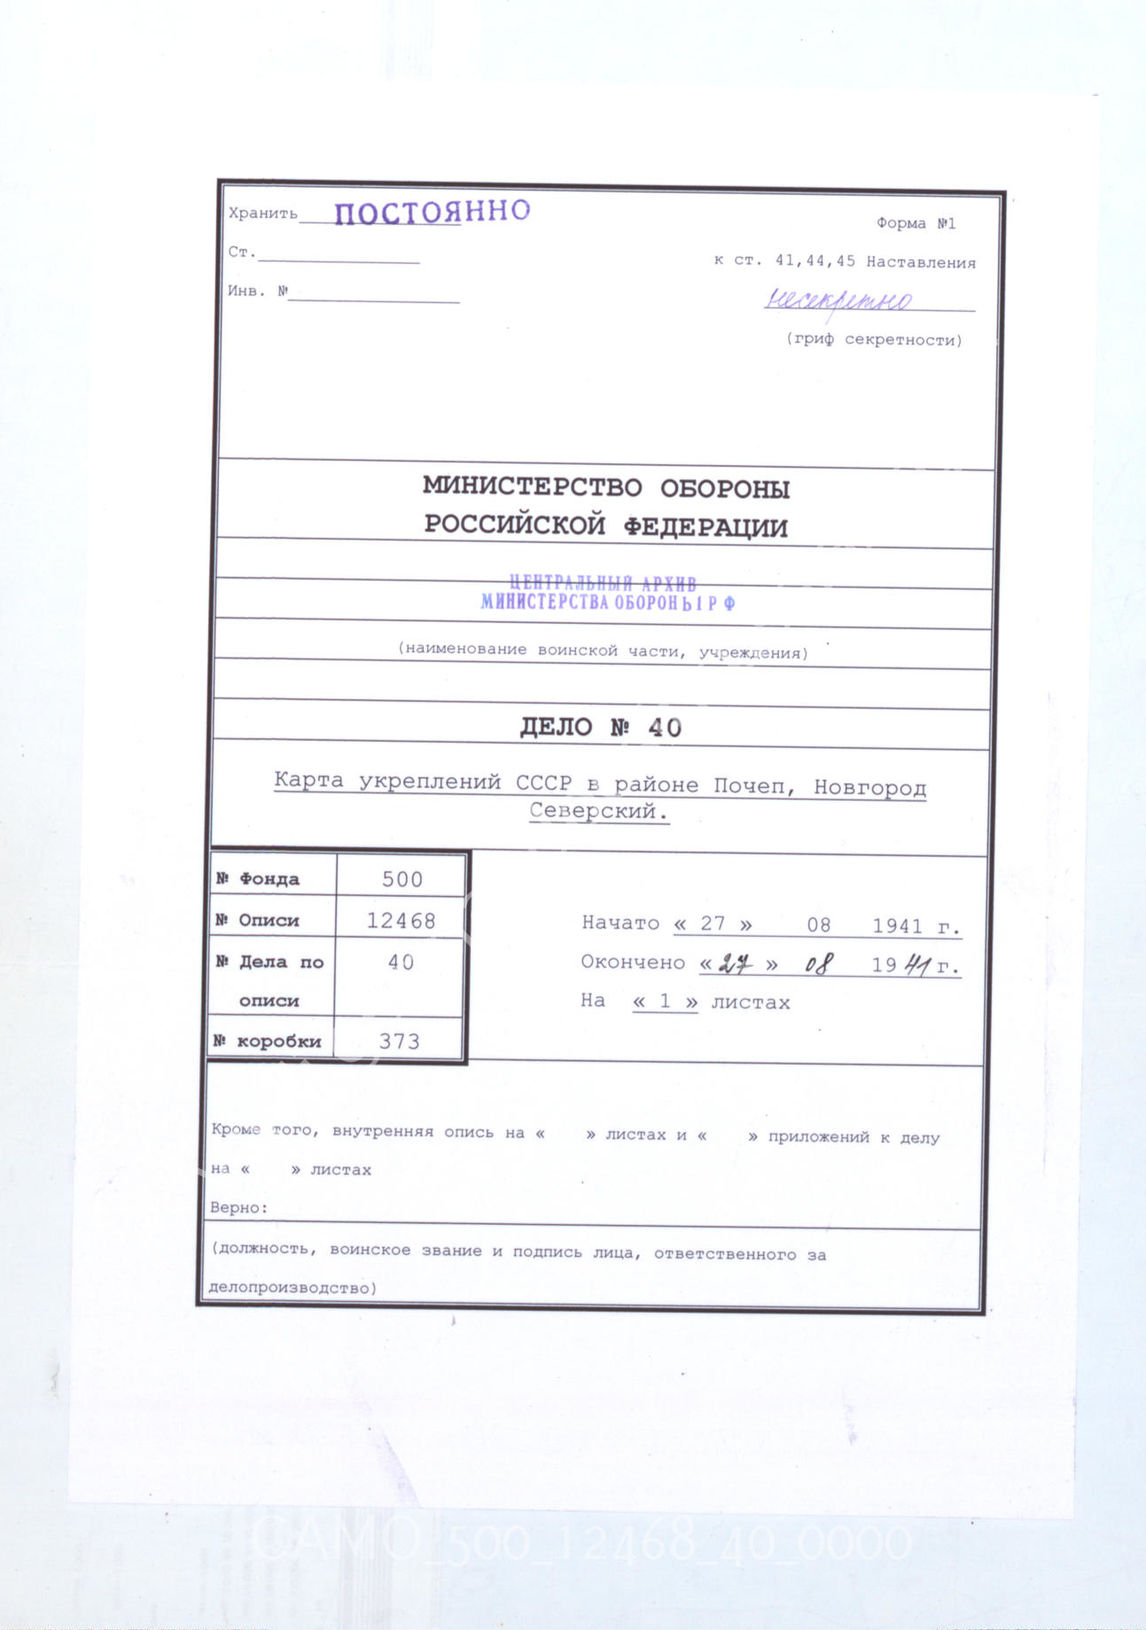 Хранить ПОСТОЯННО
Форма №1
Ст.
к ст. 41,44,45 Наставления
Инв. №
несекретно
(гриф секретности)
МИНИСТЕРСТВО ОБОРОНЫ
РОССИЙСКОЙ ФЕДЕРАЦИИ
ЦЕНТРАЛЬНЫЙ АРХИВ
МИНИСТЕРСТВА ОБОРОНЫ РФ
(наименование воинской части, учреждения)
ДЕЛО № 40
Карта укреплений СССР в районе Почеп, Новгород
Северский.
№ Фонда 500
№ Описи 12468
№ Дела по 40
описи
№ коробки 373
Начато « 27 » 08 1941 г.
Окончено « 27 » 08 1941 г.
На « 1 » листах
Кроме того, внутренняя опись на « » листах и « » приложений к делу
на « » листах
Верно:
(должность, воинское звание и подпись лица, ответственного за
делопроизводство)
CAMO_500_12468_40_0000